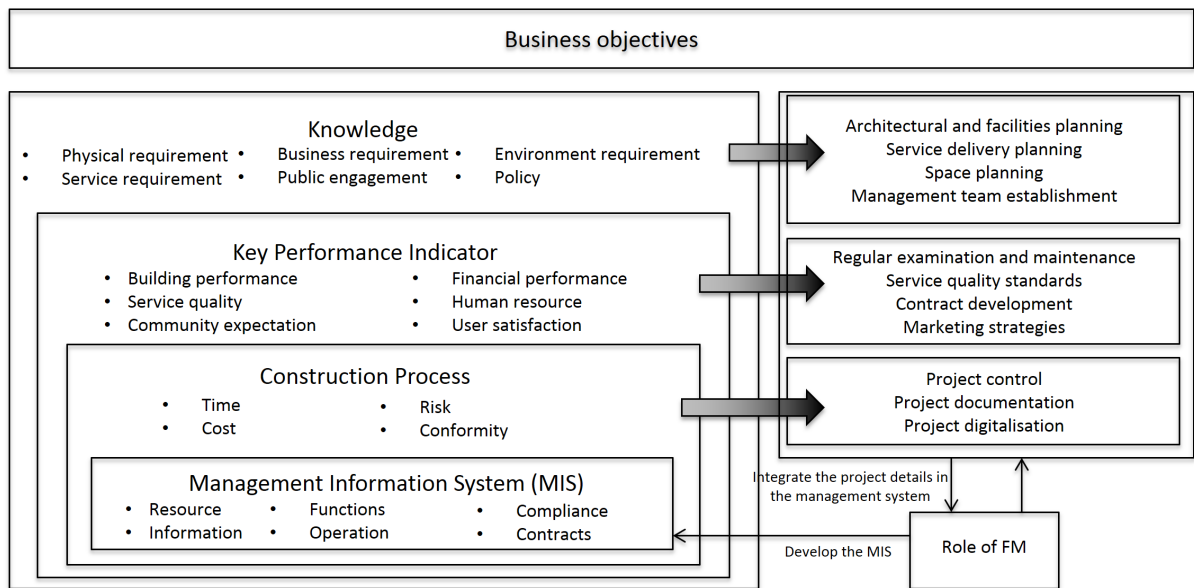 Business objectives
Knowledge
• Physical requirement • Business requirement • Environment requirement
• Service requirement • Public engagement • Policy
Key Performance Indicator
• Building performance • Financial performance
• Service quality • Human resource
• Community expectation • User satisfaction
Construction Process
• Time • Risk
• Cost • Conformity
Management Information System (MIS)
• Resource • Functions • Compliance
• Information • Operation • Contracts
Architectural and facilities planning
Service delivery planning
Space planning
Management team establishment
Regular examination and maintenance
Service quality standards
Contract development
Marketing strategies
Project control
Project documentation
Project digitalisation
Integrate the project details in
the management system
Develop the MIS
Role of FM